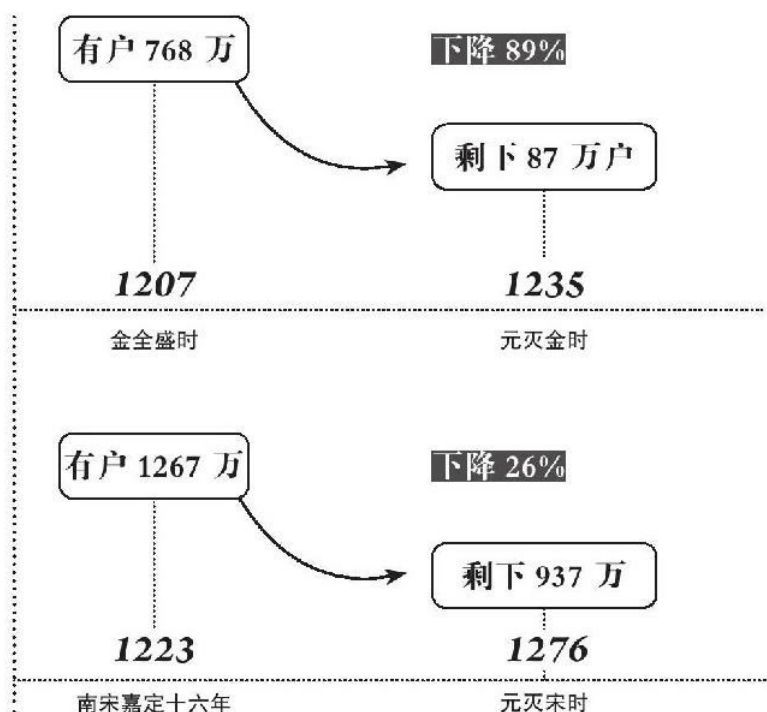 有户 768 万
下降 89%
剩下 87 万户
1207
1235
金全盛时
元灭金时
有户 1267 万
下降 26%
剩下 937 万
1223
1276
南宋嘉定十六年
元灭宋时